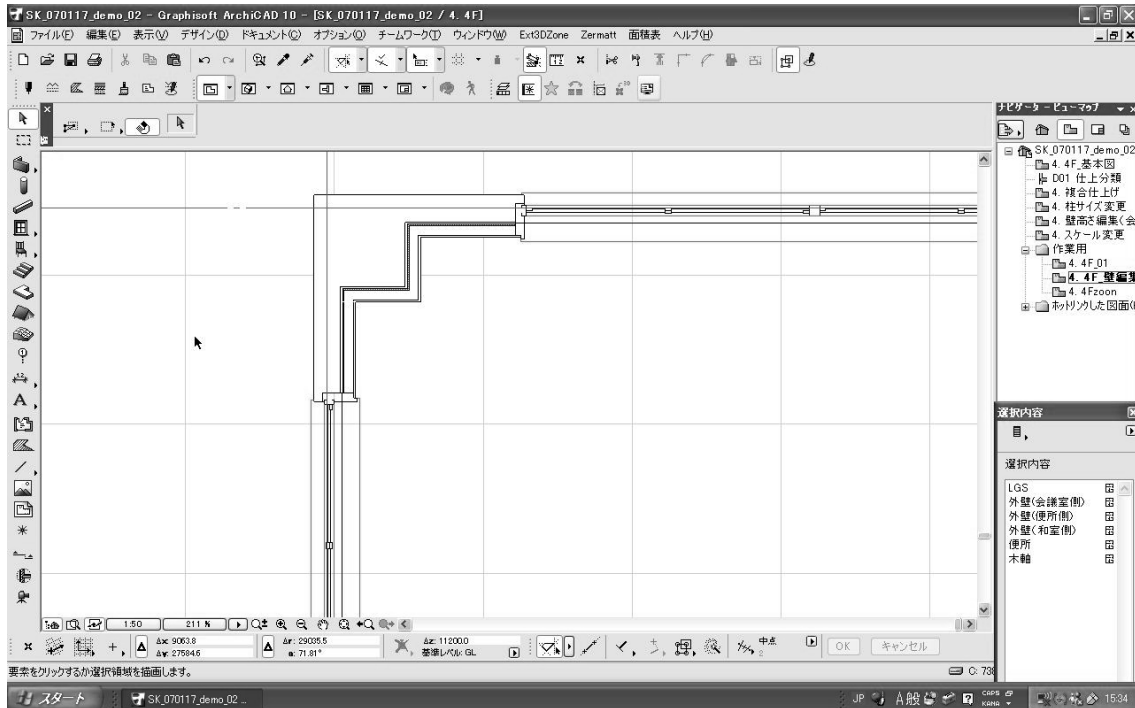 SK_070117_demo_02 - Graphisoft ArchiCAD 10 - [SK_070117_demo_02 / 4. 4F]
ファイル(F) 編集(E) 表示(V) デザイン(D) ドキュメント(C) オプション(O) チームワーク(T) ウィンドウ(W) Ext3DZone Zermatt 面積表 ヘルプ(H)
ナビゲータ - ビューマップ
SK_070117_demo_02
4. 4F_基本図
D01 仕上分類
4. 複合仕上げ
4. 柱サイズ変更
4. 壁高さ編集(会
4. スケール変更
作業用
4. 4F_01
4. 4F_壁編集
4. 4Fzoon
ホットリンクした図面(
選択内容
選択内容
LGS
外壁(会議室側)
外壁(便所側)
外壁(和室側)
便所
木軸
1:50 211 %
Δx: 9063.8
Δy: 27584.6
Δr: 29035.5
α: 71.81°
Δz: 11200.0
基準レベル: GL
中点
2
OK キャンセル
要素をクリックするか選択領域を描画します。
C: 738
スタート SK_070117_demo_02 ... JP A般 CAPS KANA 15:34